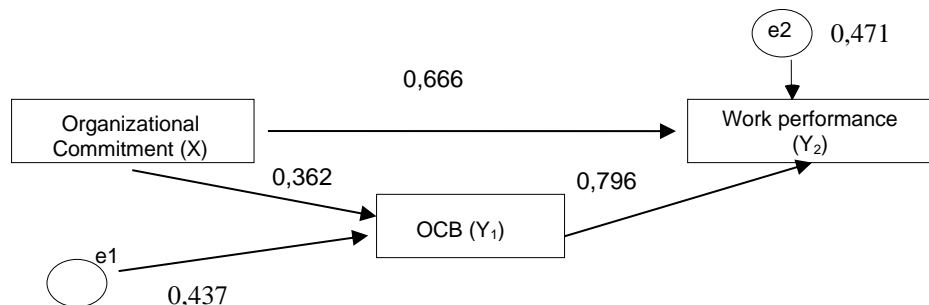 e2 0,471
0,666
Organizational
Commitment (X)
Work performance
(Y₂)
0,362
0,796
OCB (Y₁)
e1
0,437